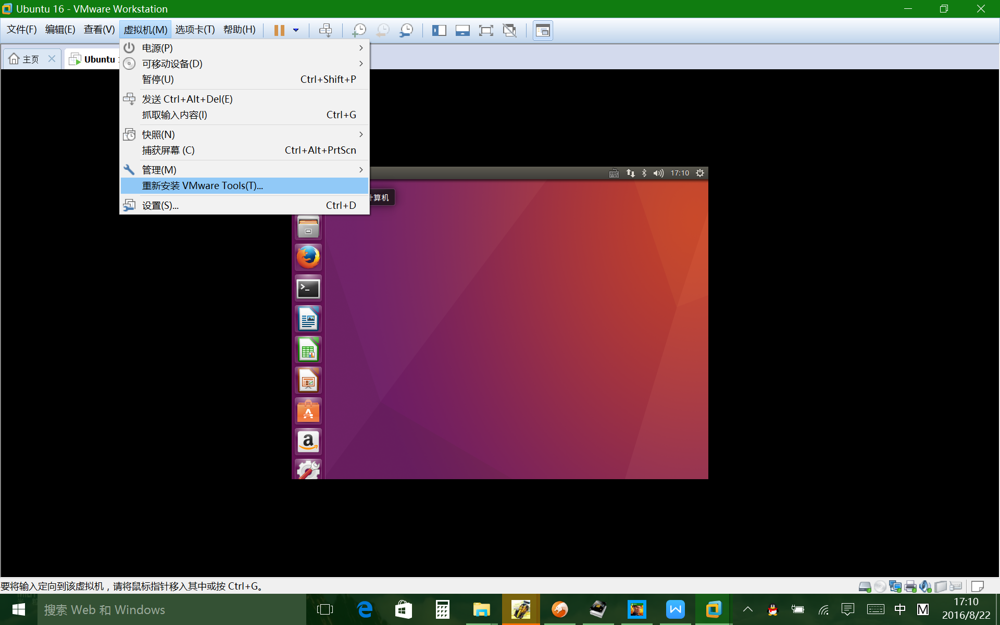 Ubuntu 16 - VMware Workstation
文件(F) 编辑(E) 查看(V) 虚拟机(M) 选项卡(T) 帮助(H)
主页 Ubuntu
电源(P)
可移动设备(D)
暂停(U) Ctrl+Shift+P
发送 Ctrl+Alt+Del(E)
抓取输入内容(I) Ctrl+G
快照(N)
捕获屏幕 (C) Ctrl+Alt+PrtScn
管理(M)
重新安装 VMware Tools(T)...
设置(S)... Ctrl+D
17:10
计算机
要将输入定向到该虚拟机，请将鼠标指针移入其中或按 Ctrl+G。
搜索 Web 和 Windows
中
M
17:10
2016/8/22